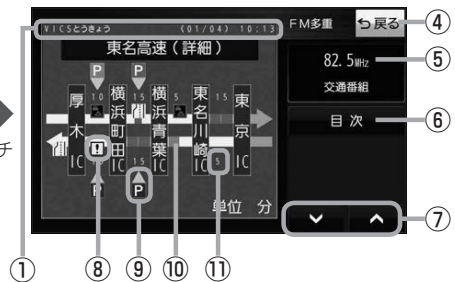 VICSとうきょう (01/04) 10:13
FM多重
戻る
④
①
東名高速(詳細)
82.5MHz
交通番組
⑤
P P
10 15 5 15
厚木IC
横浜町田IC
横浜青葉IC
東名川崎IC
東京
目次
⑥
チ
15 5
P P
単位 分
⑦
① ⑧ ⑨ ⑩ ⑪